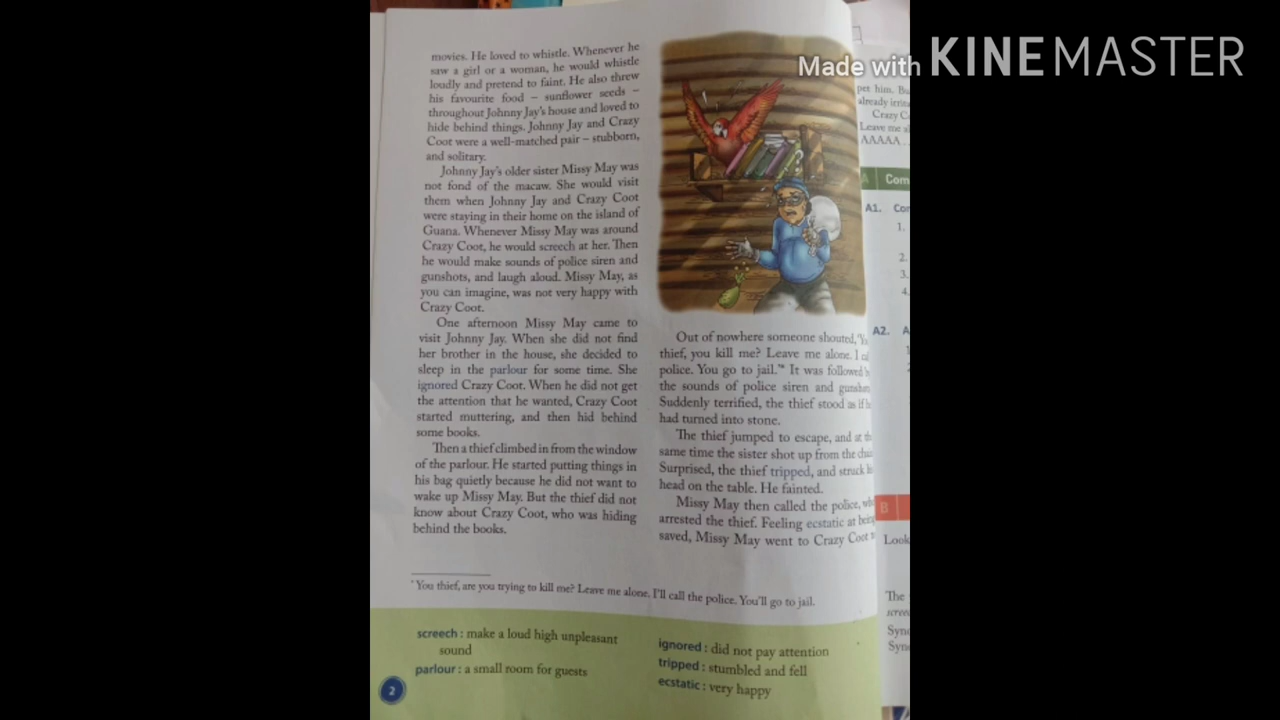 movies. He loved to whistle. Whenever he
saw a girl or a woman, he would whistle
loudly and pretend to faint. He also threw
his favourite food – sunflower seeds –
throughout Johnny Jay's house and loved to
hide behind things. Johnny Jay and Crazy
Coot were a well-matched pair – stubborn,
and solitary.
Johnny Jay's older sister Missy May was
not fond of the macaw. She would visit
them when Johnny Jay and Crazy Coot
were staying in their home on the island of
Guana. Whenever Missy May was around
Crazy Coot, he would screech at her. Then
he would make sounds of police siren and
gunshots, and laugh aloud. Missy May, as
you can imagine, was not very happy with
Crazy Coot.
One afternoon Missy May came to
visit Johnny Jay. When she did not find
her brother in the house, she decided to
sleep in the parlour for some time. She
ignored Crazy Coot. When he did not get
the attention that he wanted, Crazy Coot
started muttering, and then hid behind
some books.
Then a thief climbed in from the window
of the parlour. He started putting things in
his bag quietly because he did not want to
wake up Missy May. But the thief did not
know about Crazy Coot, who was hiding
behind the books.
Out of nowhere someone shouted,
thief, you kill me? Leave me alone. I
police. You go to jail."* It was followed
the sounds of police siren and
Suddenly terrified, the thief stood as if
had turned into stone.
The thief jumped to escape, and at
same time the sister shot up from the
Surprised, the thief tripped, and struck
head on the table. He fainted.
Missy May then called the police,
arrested the thief. Feeling ecstatic at
saved, Missy May went to Crazy Coot
*You thief, are you trying to kill me? Leave me alone, I'll call the police. You'll go to jail.
screech : make a loud high unpleasant
sound
parlour : a small room for guests
ignored : did not pay attention
tripped : stumbled and fell
ecstatic : very happy
2
Made with KINEMASTER
pet him.
already
Crazy
Leave me
AAAAA
A Com
A1.
1.
2.
3.
4.
A2.
B
Look
The